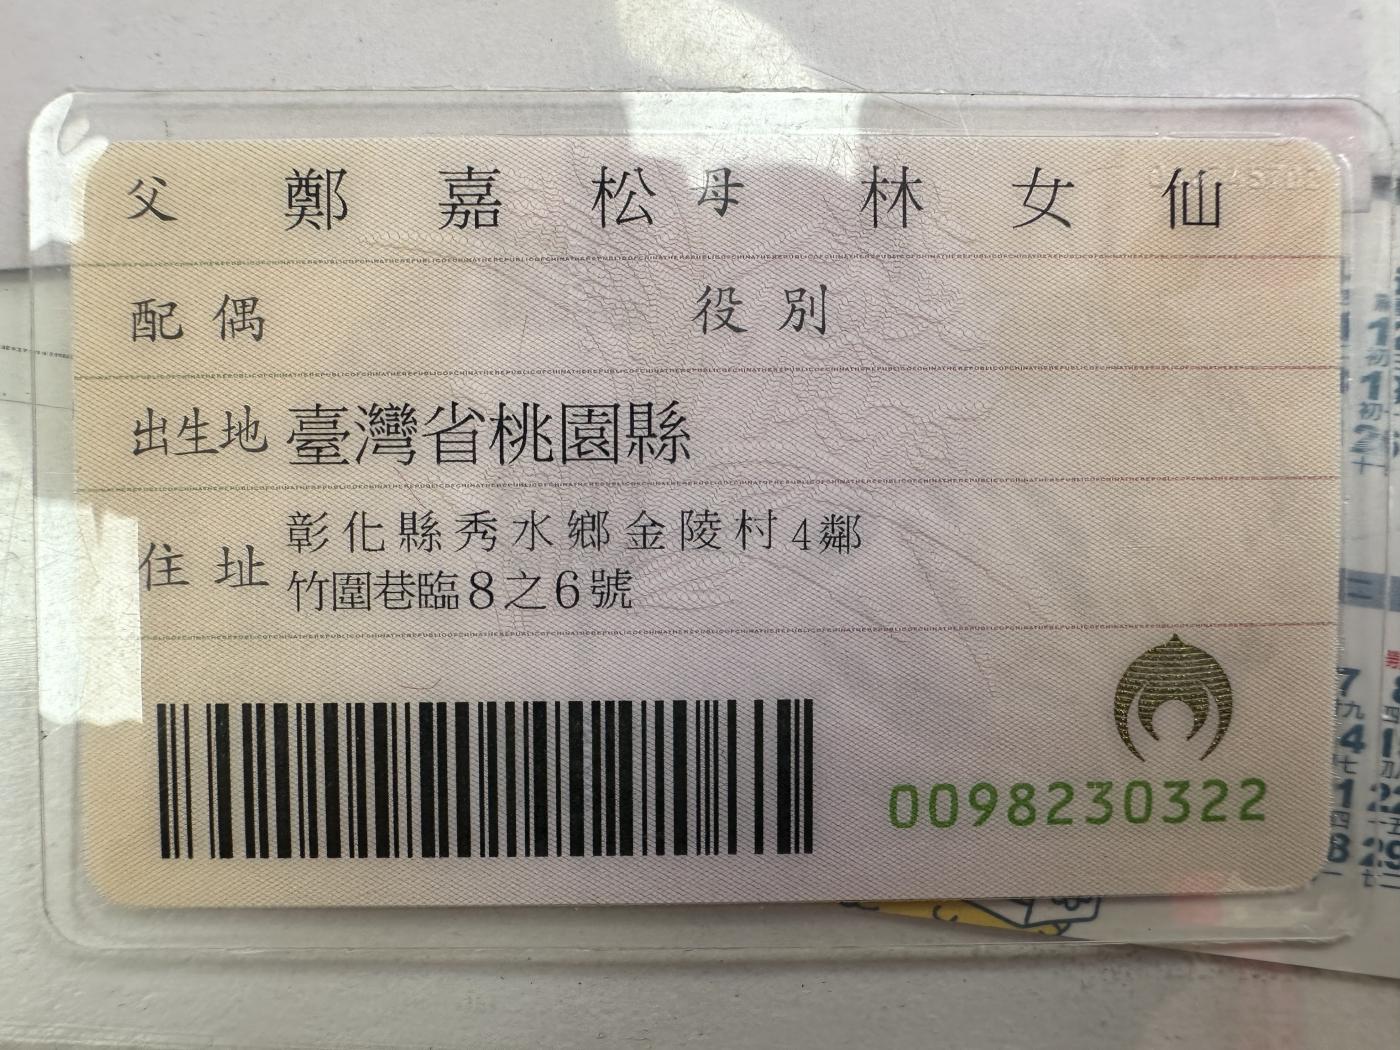 父 鄭嘉松 母 林女仙
配偶 役別
出生地 臺灣省桃園縣
住址 彰化縣秀水鄉金陵村4鄰
竹圍巷臨8之6號
0098230322